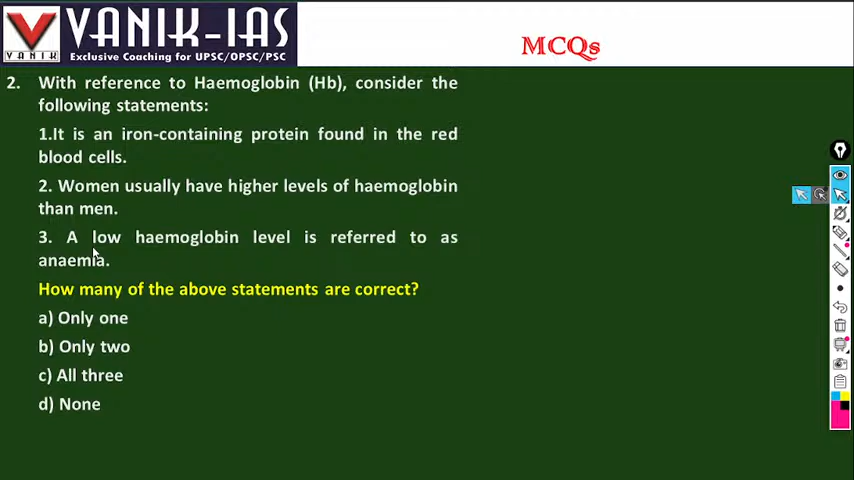 VANIK-IAS
VANIK
Exclusive Coaching for UPSC/OPSC/PSC
MCQs
2. With reference to Haemoglobin (Hb), consider the
following statements:
1.It is an iron-containing protein found in the red
blood cells.
2. Women usually have higher levels of haemoglobin
than men.
3. A low haemoglobin level is referred to as
anaemia.
How many of the above statements are correct?
a) Only one
b) Only two
c) All three
d) None